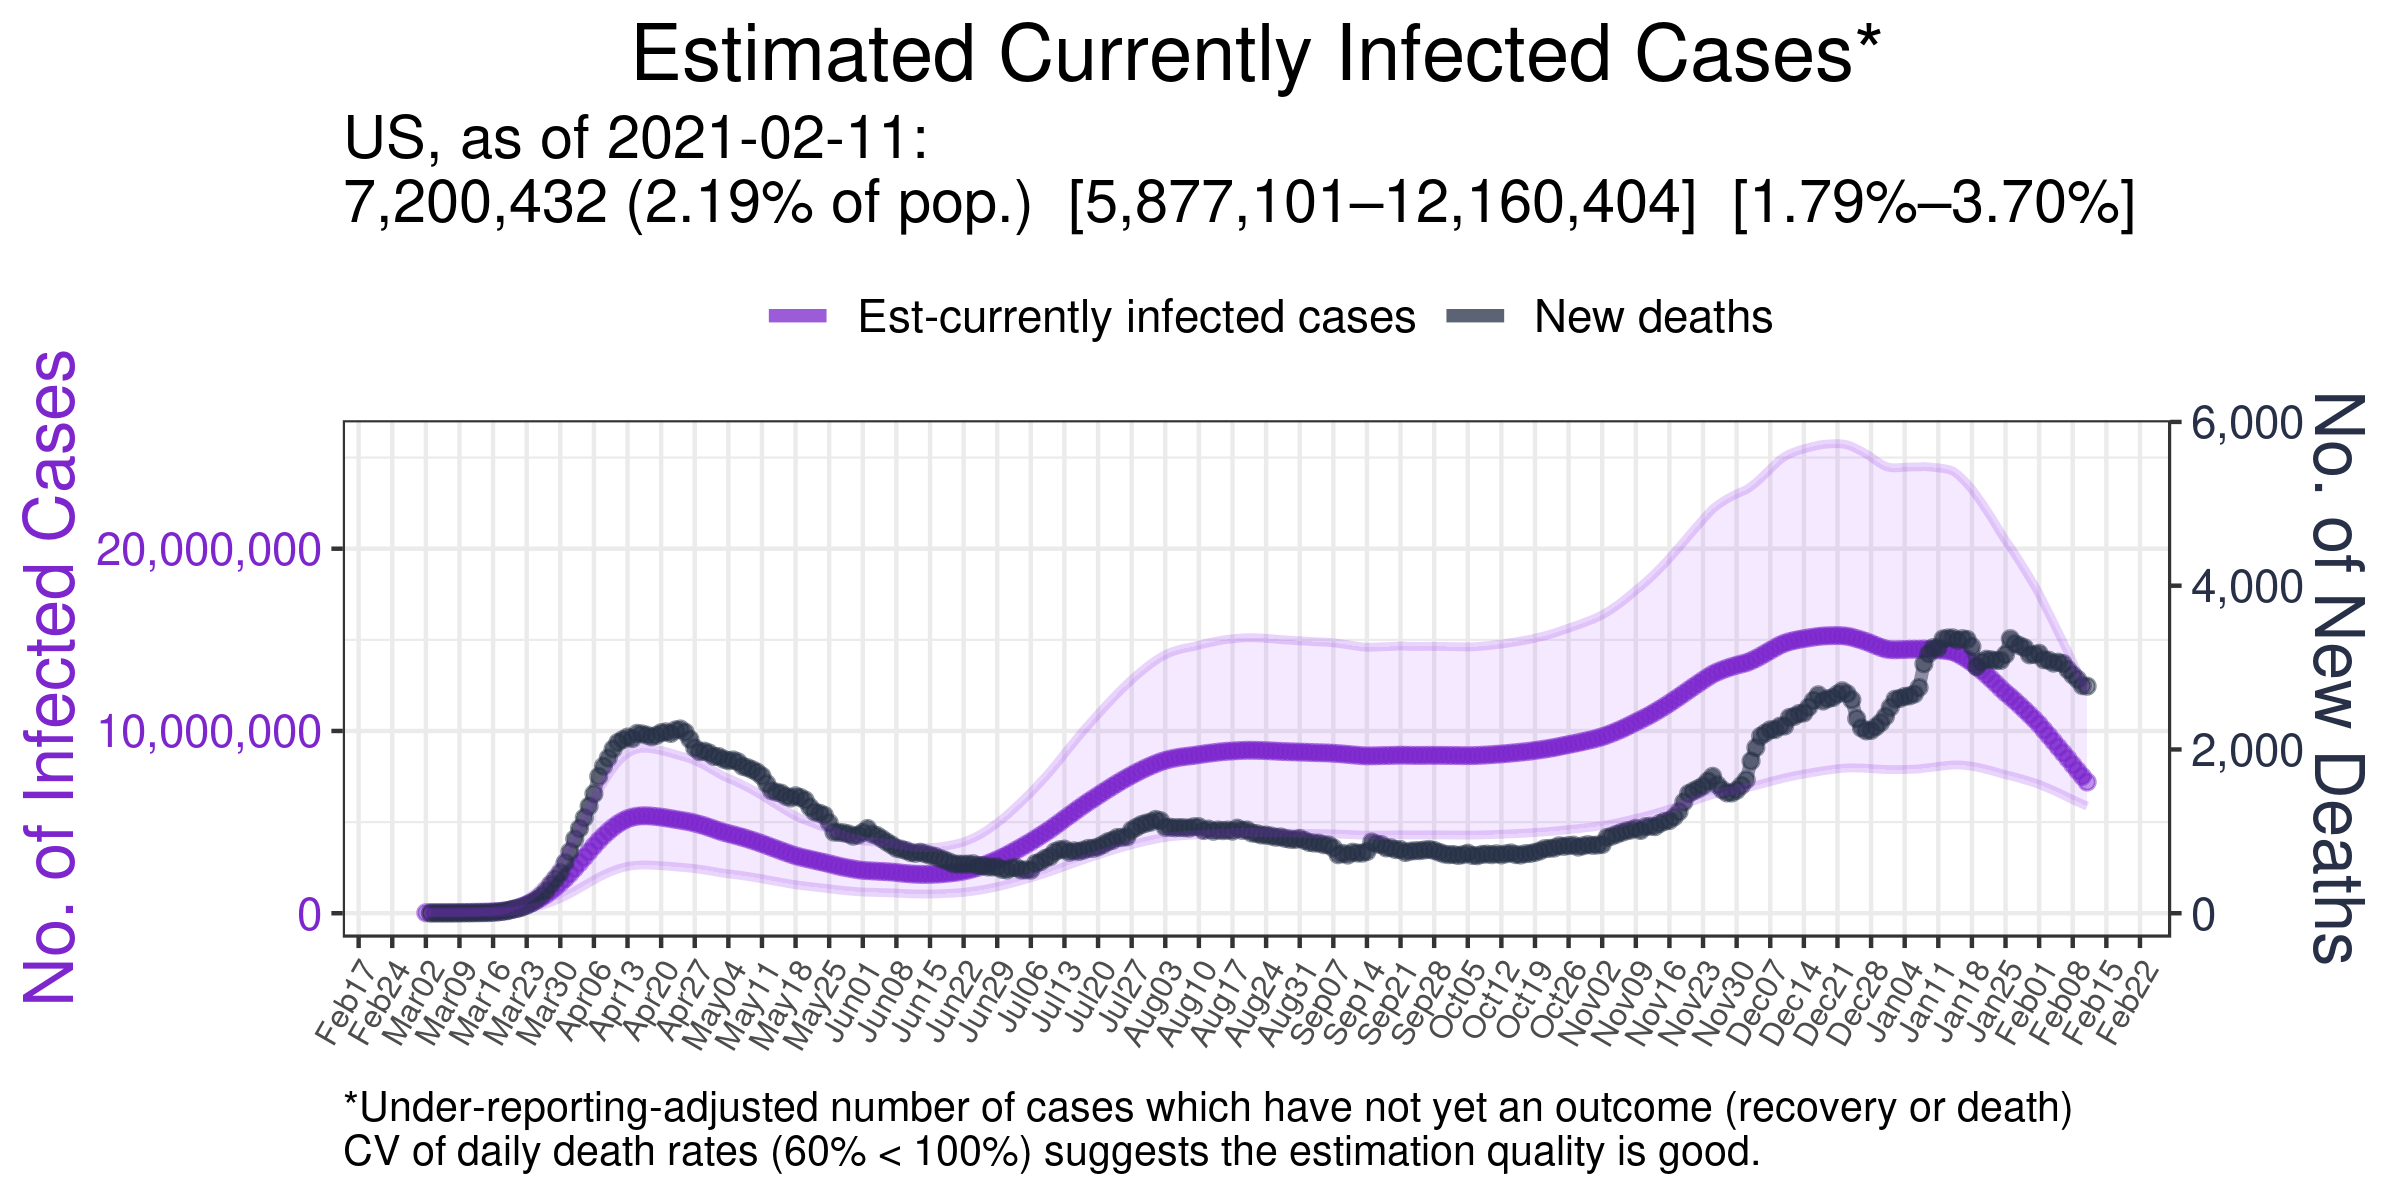 Estimated Currently Infected Cases*
US, as of 2021-02-11:
7,200,432 (2.19% of pop.)  [5,877,101–12,160,404]  [1.79%–3.70%]
Est-currently infected cases
New deaths
No. of Infected Cases
20,000,000
10,000,000
0
6,000
4,000
2,000
0
No. of New Deaths
Feb17
Feb24
Mar02
Mar09
Mar16
Mar23
Mar30
Apr06
Apr13
Apr20
Apr27
May04
May11
May18
May25
Jun01
Jun08
Jun15
Jun22
Jun29
Jul06
Jul13
Jul20
Jul27
Aug03
Aug10
Aug17
Aug24
Aug31
Sep07
Sep14
Sep21
Sep28
Oct05
Oct12
Oct19
Oct26
Nov02
Nov09
Nov16
Nov23
Nov30
Dec07
Dec14
Dec21
Dec28
Jan04
Jan11
Jan18
Jan25
Feb01
Feb08
Feb15
Feb22
*Under-reporting-adjusted number of cases which have not yet an outcome (recovery or death)
CV of daily death rates (60% < 100%) suggests the estimation quality is good.